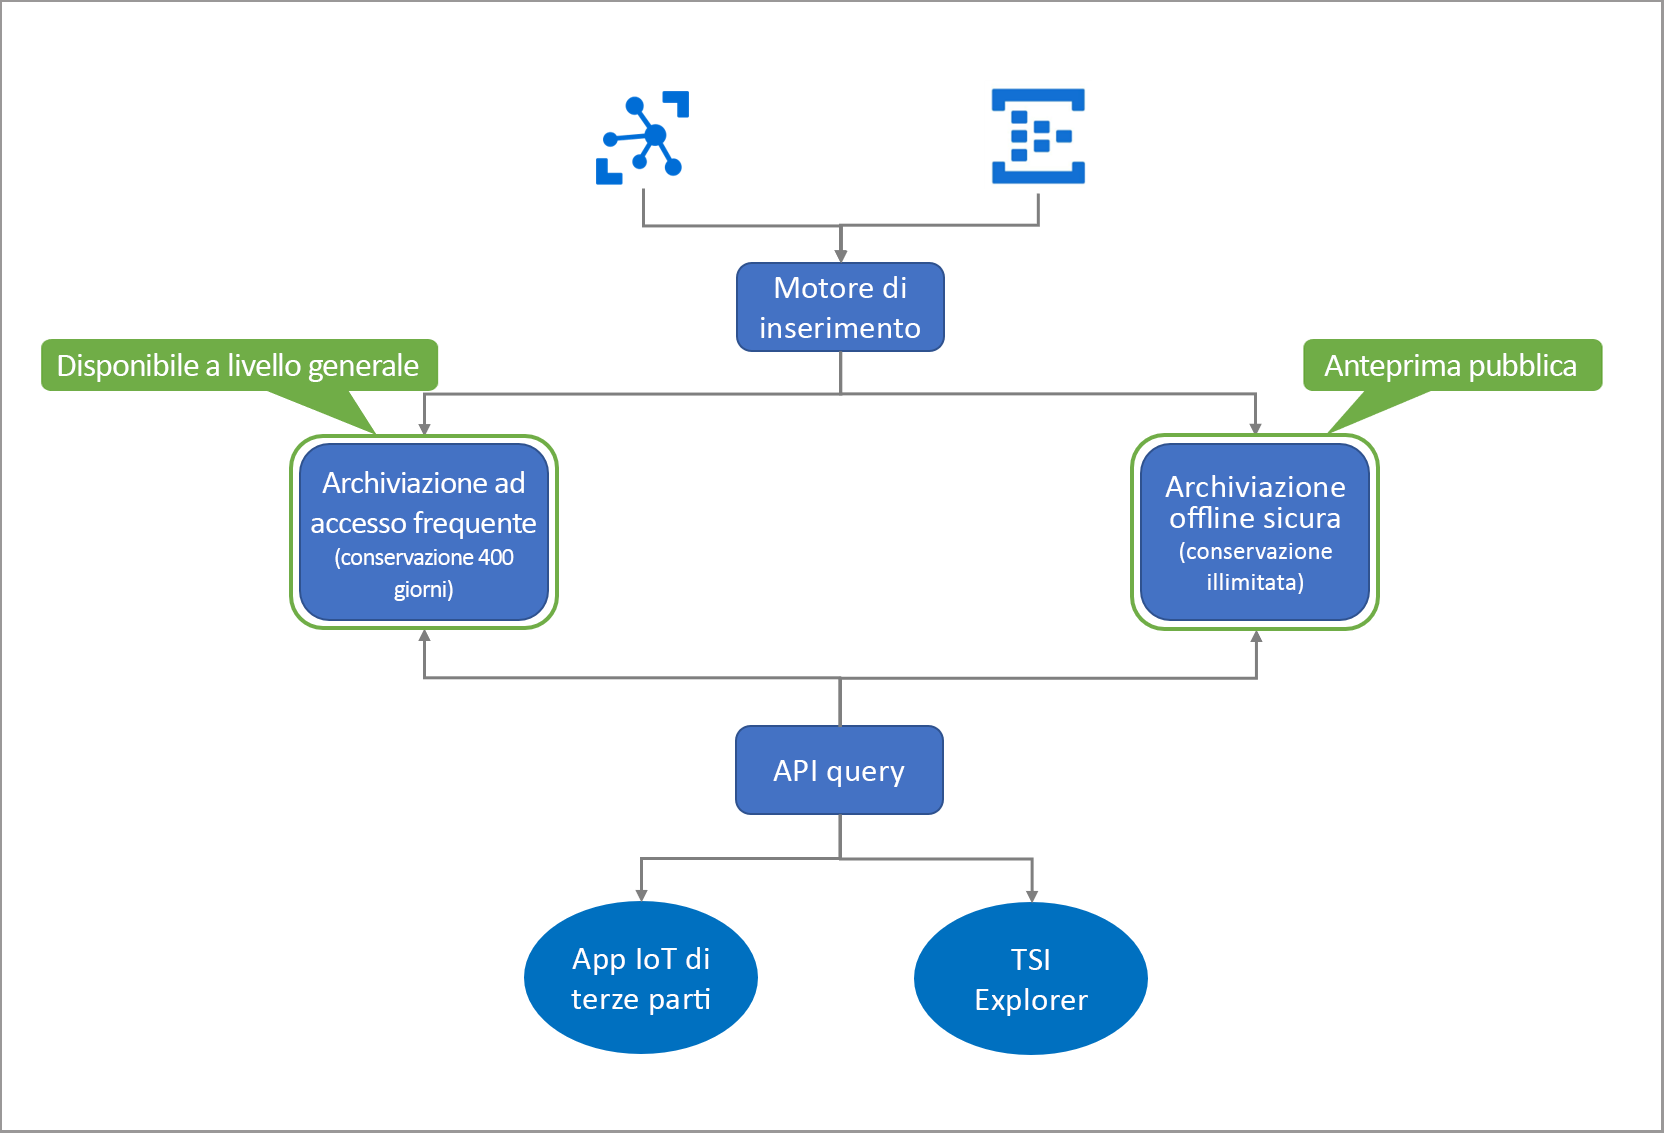 Motore di
inserimento
Disponibile a livello generale
Anteprima pubblica
Archiviazione ad
accesso frequente
(conservazione 400
giorni)
Archiviazione
offline sicura
(conservazione
illimitata)
API query
App IoT di
terze parti
TSI
Explorer